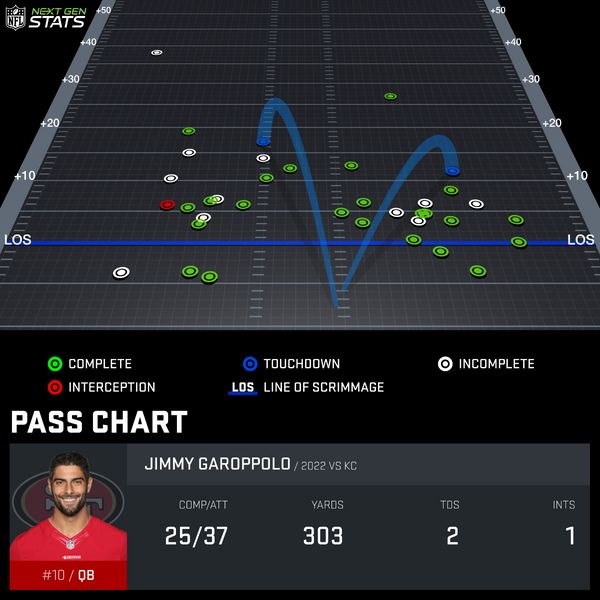 NFL NEXT GEN STATS
+50 +50
+40 +40
+30 +30
+20 +20
+10 +10
LOS LOS
COMPLETE TOUCHDOWN INCOMPLETE
INTERCEPTION LOS LINE OF SCRIMMAGE
PASS CHART
JIMMY GAROPPOLO / 2022 VS KC
COMP/ATT YARDS TDS INTS
25/37 303 2 1
#10 / QB